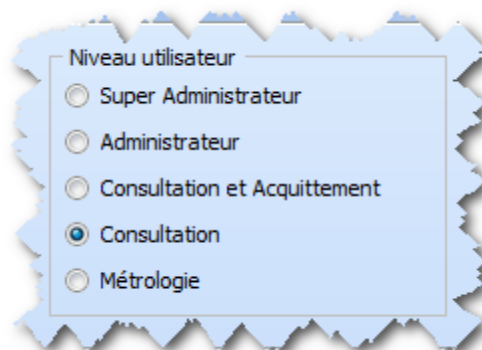 Niveau utilisateur
Super Administrateur
Administrateur
Consultation et Acquittement
Consultation
Métrologie